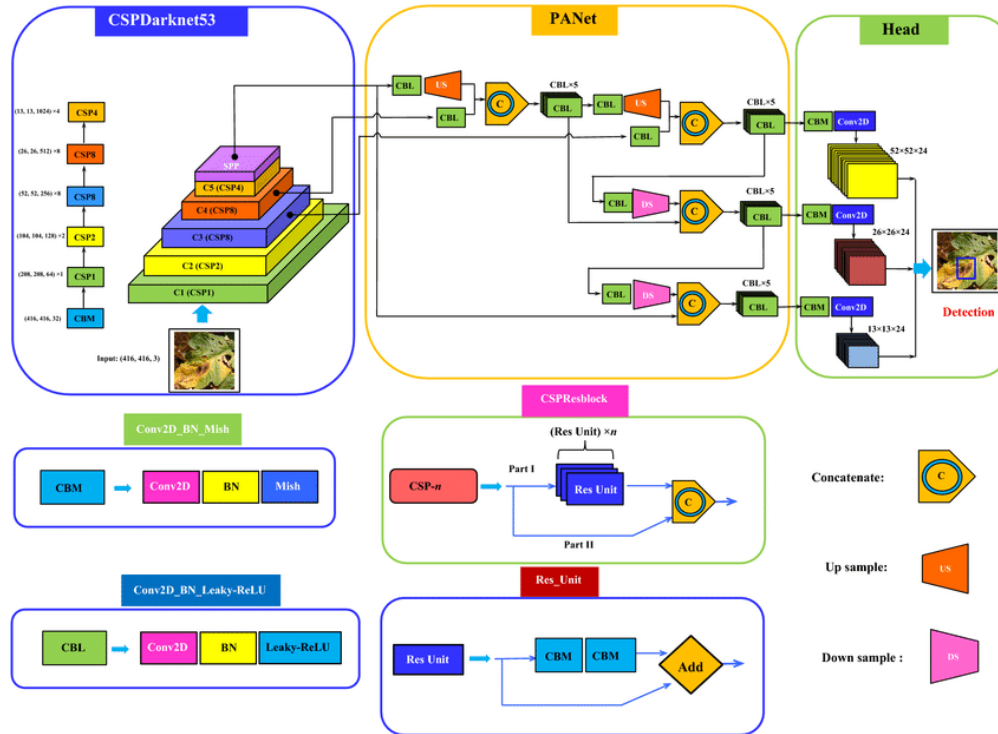 CSPDarknet53
PANet
Head
(13, 13, 1024) ×4
CSP4
(26, 26, 512) ×8
CSP8
(52, 52, 256) ×8
CSP8
(104, 104, 128) ×2
CSP2
(208, 208, 64) ×1
CSP1
(416, 416, 32)
CBM
SPP
C5 (CSP4)
C4 (CSP8)
C3 (CSP8)
C2 (CSP2)
C1 (CSP1)
Input: (416, 416, 3)
CBL
US
CBL
C
CBL×5
CBL
CBL
US
CBL
C
CBL×5
CBL
CBL
DS
C
CBL×5
CBL
CBL
DS
C
CBL×5
CBL
CBM
Conv2D
52×52×24
CBM
Conv2D
26×26×24
CBM
Conv2D
13×13×24
Detection
Conv2D_BN_Mish
CBM
Conv2D
BN
Mish
CSPResblock
(Res Unit) ×n
CSP-n
Part I
Res Unit
C
Part II
Concatenate:
C
Up sample:
US
Down sample :
DS
Conv2D_BN_Leaky-ReLU
CBL
Conv2D
BN
Leaky-ReLU
Res_Unit
Res Unit
CBM
CBM
Add